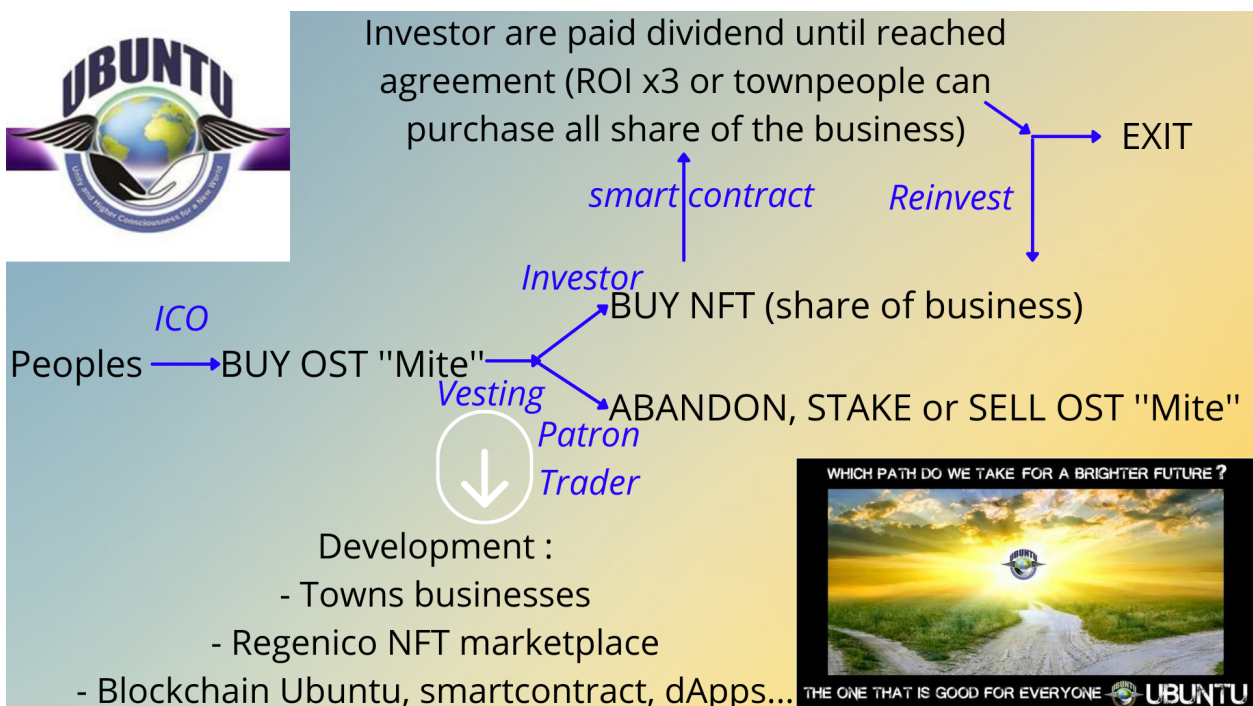 UBUNTU
Unity and Higher Consciousness for a New World
Investor are paid dividend until reached
agreement (ROI x3 or townpeople can
purchase all share of the business)
EXIT
smart contract
Reinvest
Investor
BUY NFT (share of business)
ICO
Peoples
BUY OST "Mite"
Vesting
ABANDON, STAKE or SELL OST "Mite"
Patron
Trader
Development :
- Towns businesses
- Regenico NFT marketplace
- Blockchain Ubuntu, smartcontract, dApps...
WHICH PATH DO WE TAKE FOR A BRIGHTER FUTURE ?
UBUNTU
THE ONE THAT IS GOOD FOR EVERYONE UBUNTU